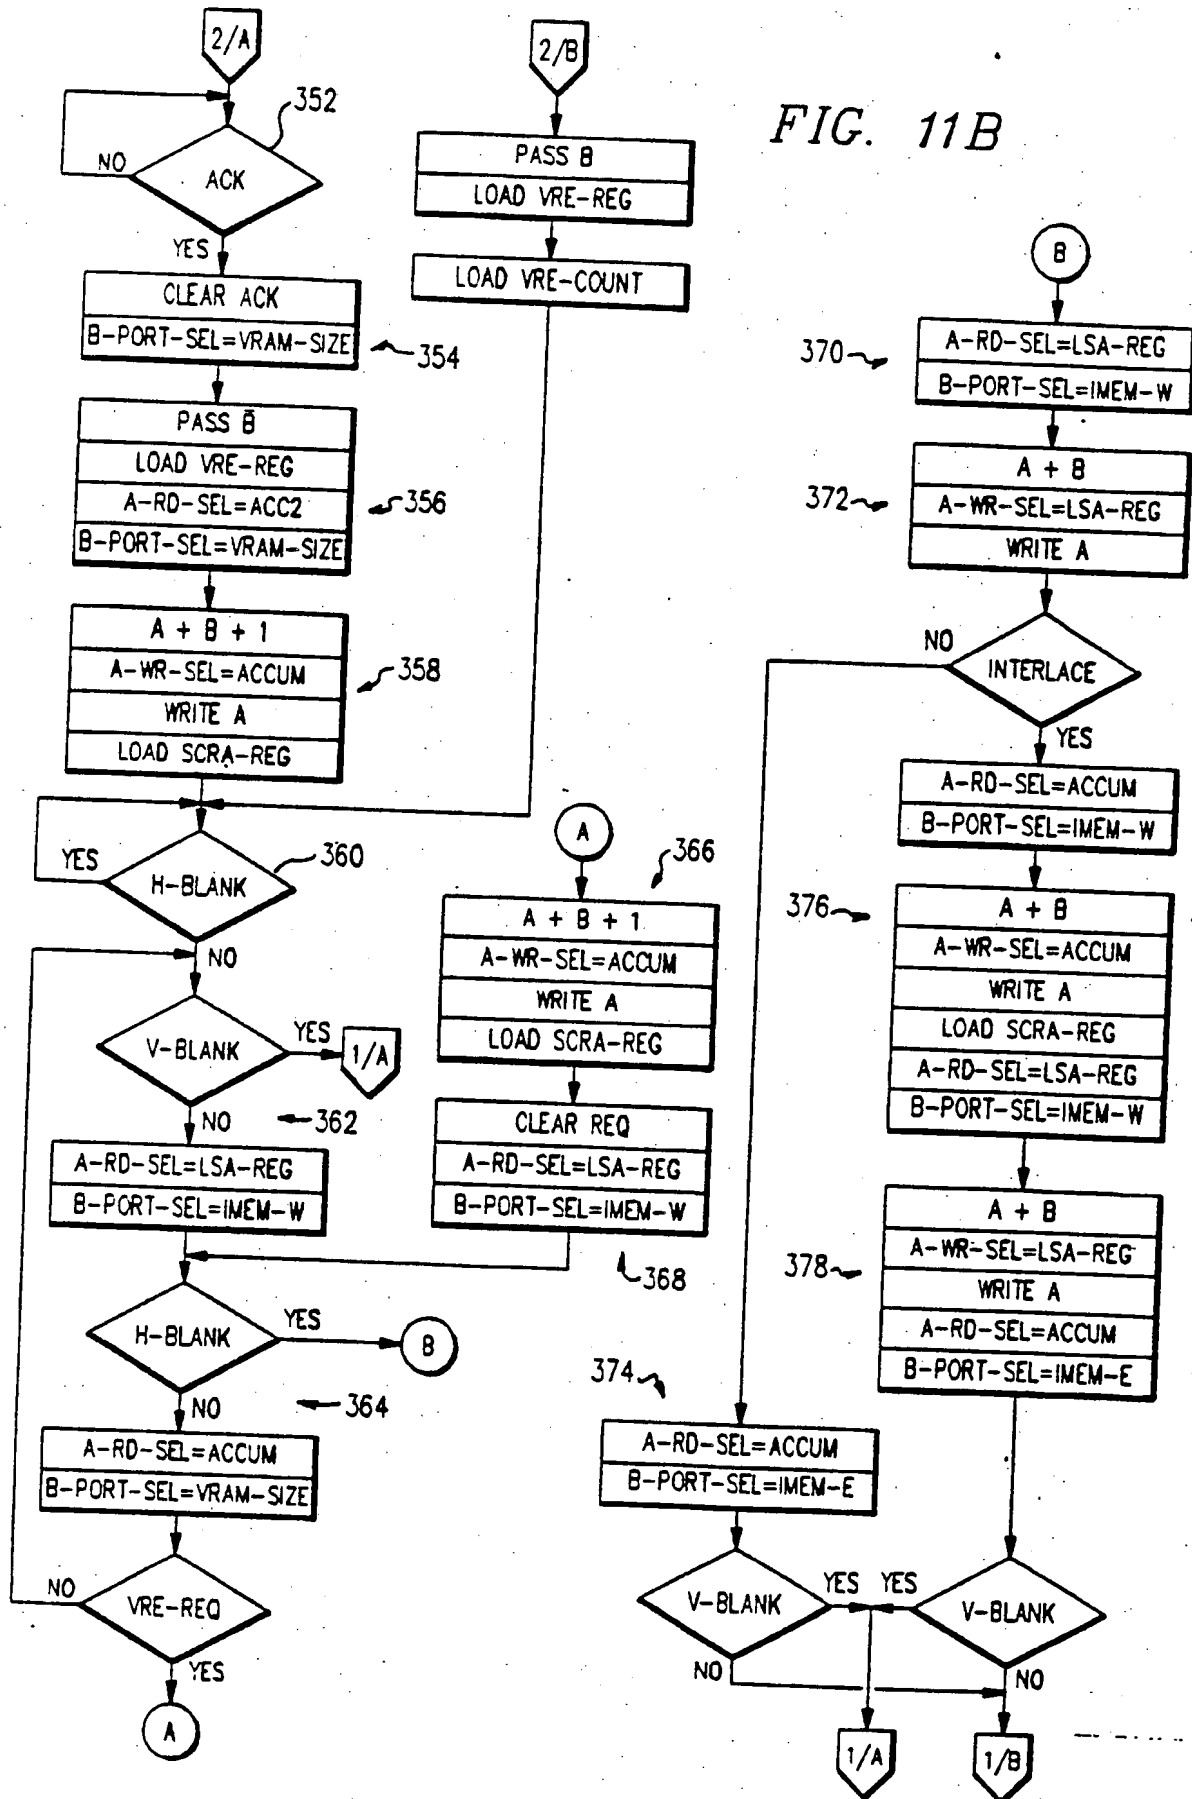 2/A
352
NO
ACK
YES
CLEAR ACK
B-PORT-SEL=VRAM-SIZE
354
PASS B̄
LOAD VRE-REG
A-RD-SEL=ACC2
B-PORT-SEL=VRAM-SIZE
356
A + B + 1
A-WR-SEL=ACCUM
WRITE A
LOAD SCRA-REG
358
YES
H-BLANK
360
NO
V-BLANK
YES
1/A
NO
362
A-RD-SEL=LSA-REG
B-PORT-SEL=IMEM-W
H-BLANK
YES
B
NO
364
A-RD-SEL=ACCUM
B-PORT-SEL=VRAM-SIZE
NO
VRE-REQ
YES
A
2/B
PASS B
LOAD VRE-REG
LOAD VRE-COUNT
A
366
A + B + 1
A-WR-SEL=ACCUM
WRITE A
LOAD SCRA-REG
CLEAR REQ
A-RD-SEL=LSA-REG
B-PORT-SEL=IMEM-W
368
FIG. 11B
B
370
A-RD-SEL=LSA-REG
B-PORT-SEL=IMEM-W
372
A + B
A-WR-SEL=LSA-REG
WRITE A
NO
INTERLACE
YES
A-RD-SEL=ACCUM
B-PORT-SEL=IMEM-W
376
A + B
A-WR-SEL=ACCUM
WRITE A
LOAD SCRA-REG
A-RD-SEL=LSA-REG
B-PORT-SEL=IMEM-W
378
A + B
A-WR-SEL=LSA-REG
WRITE A
A-RD-SEL=ACCUM
B-PORT-SEL=IMEM-E
374
A-RD-SEL=ACCUM
B-PORT-SEL=IMEM-E
V-BLANK
YES
YES
V-BLANK
NO
NO
1/A
1/B